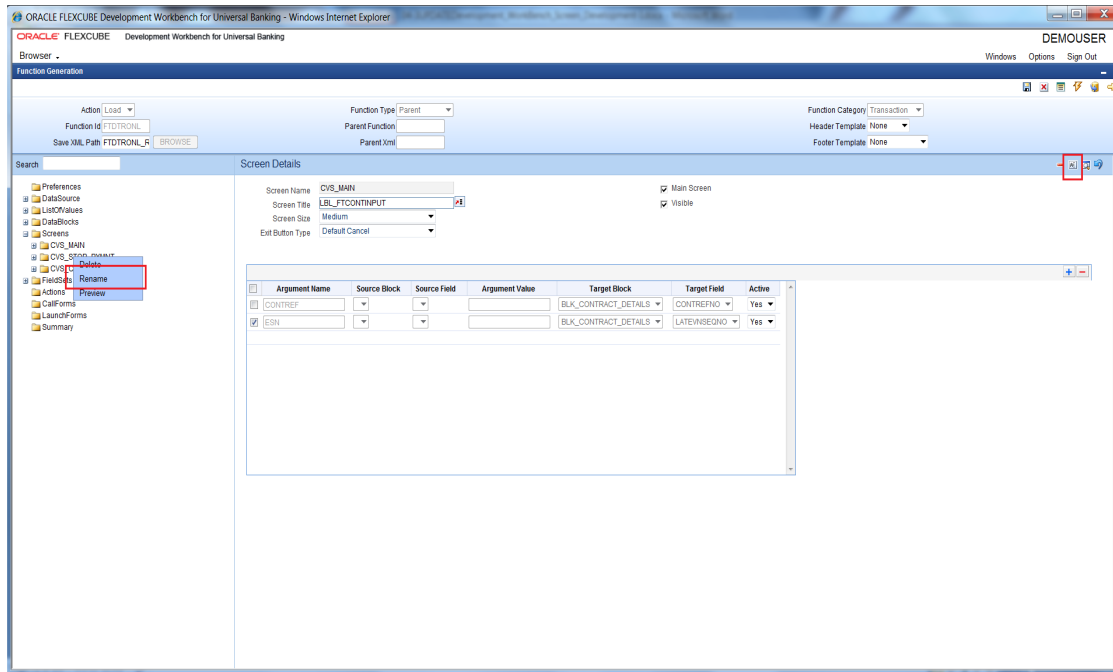 ORACLE FLEXCUBE Development Workbench for Universal Banking - Windows Internet Explorer
ORACLE FLEXCUBE Development Workbench for Universal Banking
DEMOUSER
Browser
Windows Options Sign Out
Function Generation
Action Load Function Type Parent Function Category Transaction
Function Id FTDTRONL Parent Function Header Template None
Save XML Path FTDTRONL_R BROWSE Parent Xml Footer Template None
Search Screen Details
Preferences
DataSource
ListOfValues
DataBlocks
Screens
CVS_MAIN
CVS_STOP_PYMNT
CVS_C
FieldSets
Actions
CallForms
LaunchForms
Summary
Delete
Rename
Preview
Screen Name CVS_MAIN Main Screen
Screen Title LBL_FTCONTINPUT Visible
Screen Size Medium
Exit Button Type Default Cancel
Argument Name Source Block Source Field Argument Value Target Block Target Field Active
CONTREF BLK_CONTRACT_DETAILS CONTREFNO Yes
ESN BLK_CONTRACT_DETAILS LATEVNSEQNO Yes